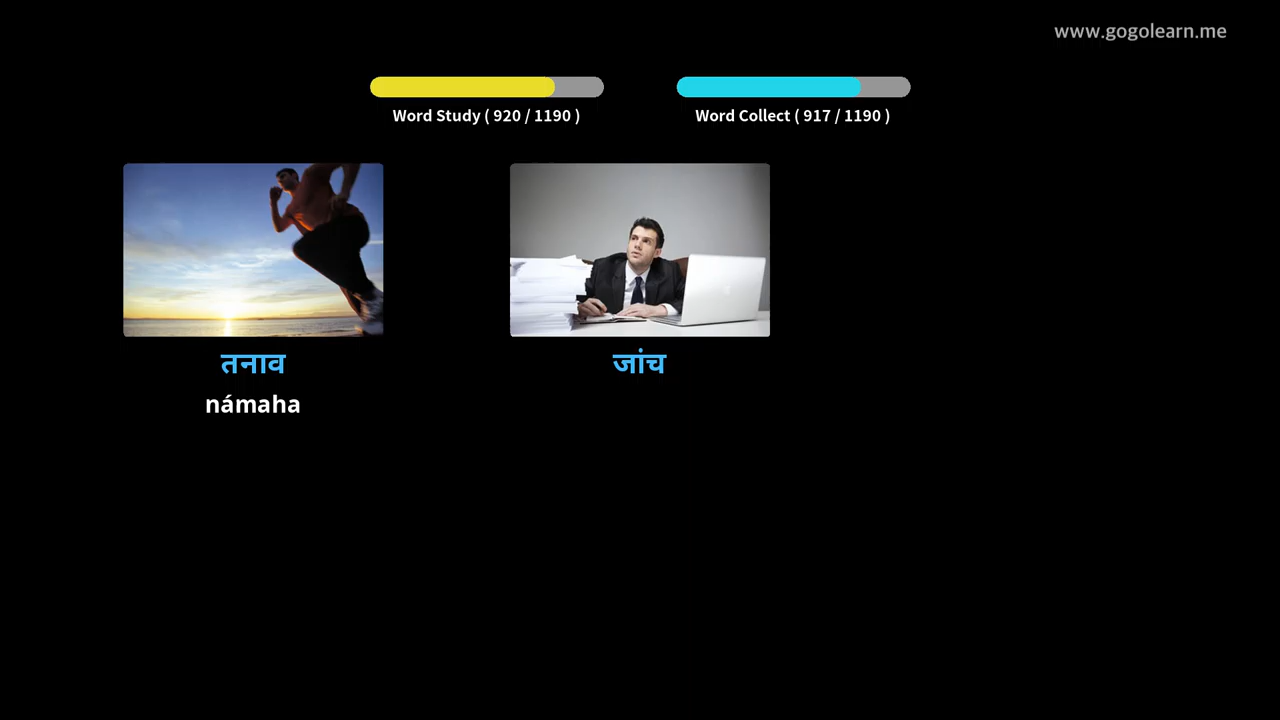 www.gogolearn.me
Word Study ( 920 / 1190 )
Word Collect ( 917 / 1190 )
तनाव
जांच
námaha